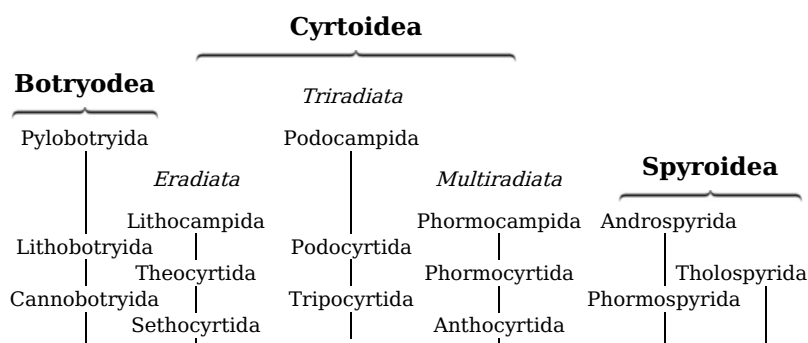 Cyrtoidea
Botryodea
Triradiata
Pylobotryida
Podocampida
Spyroidea
Eradiata
Multiradiata
Lithocampida
Phormocampida
Androspyrida
Lithobotryida
Podocyrtida
Theocyrtida
Phormocyrtida
Tholospyrida
Cannobotryida
Tripocyrtida
Phormospyrida
Sethocyrtida
Anthocyrtida